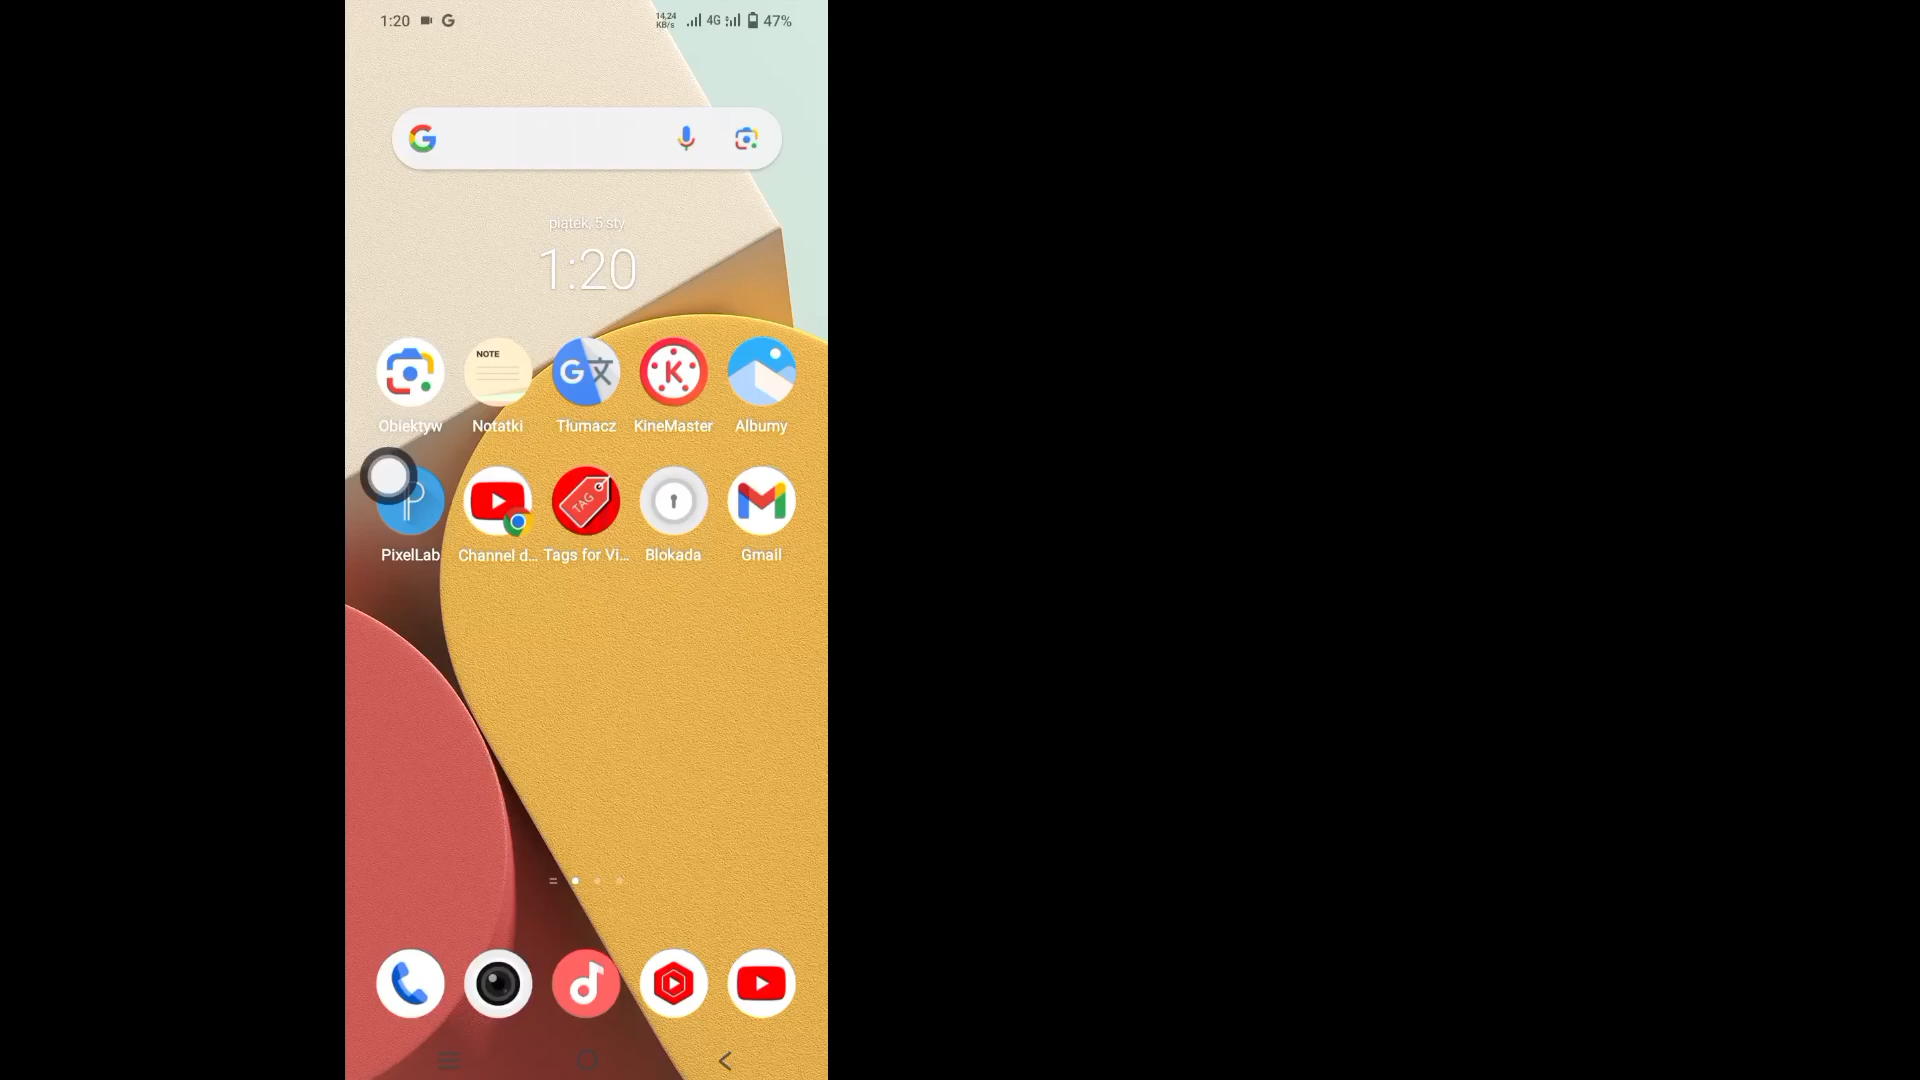 1:20
14,24 KB/s 4G 47%
piątek, 5 sty
1:20
NOTE
Obiektyw Notatki Tłumacz KineMaster Albumy
TAG
PixelLab Channel d... Tags for Vi... Blokada Gmail